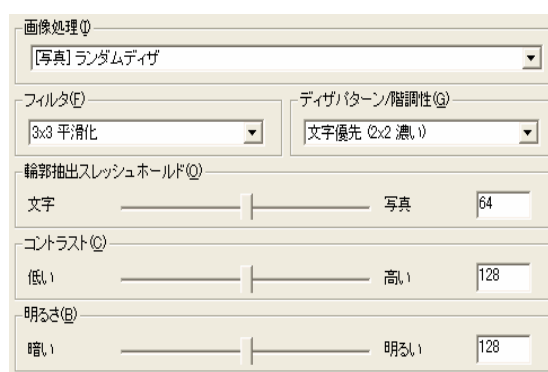 画像処理(I)
[写真] ランダムディザ
フィルタ(F)
ディザパターン/階調性(G)
3x3 平滑化
文字優先 (2x2 濃い)
輪郭抽出スレッシュホールド(O)
文字 写真 64
コントラスト(C)
低い 高い 128
明るさ(B)
暗い 明るい 128